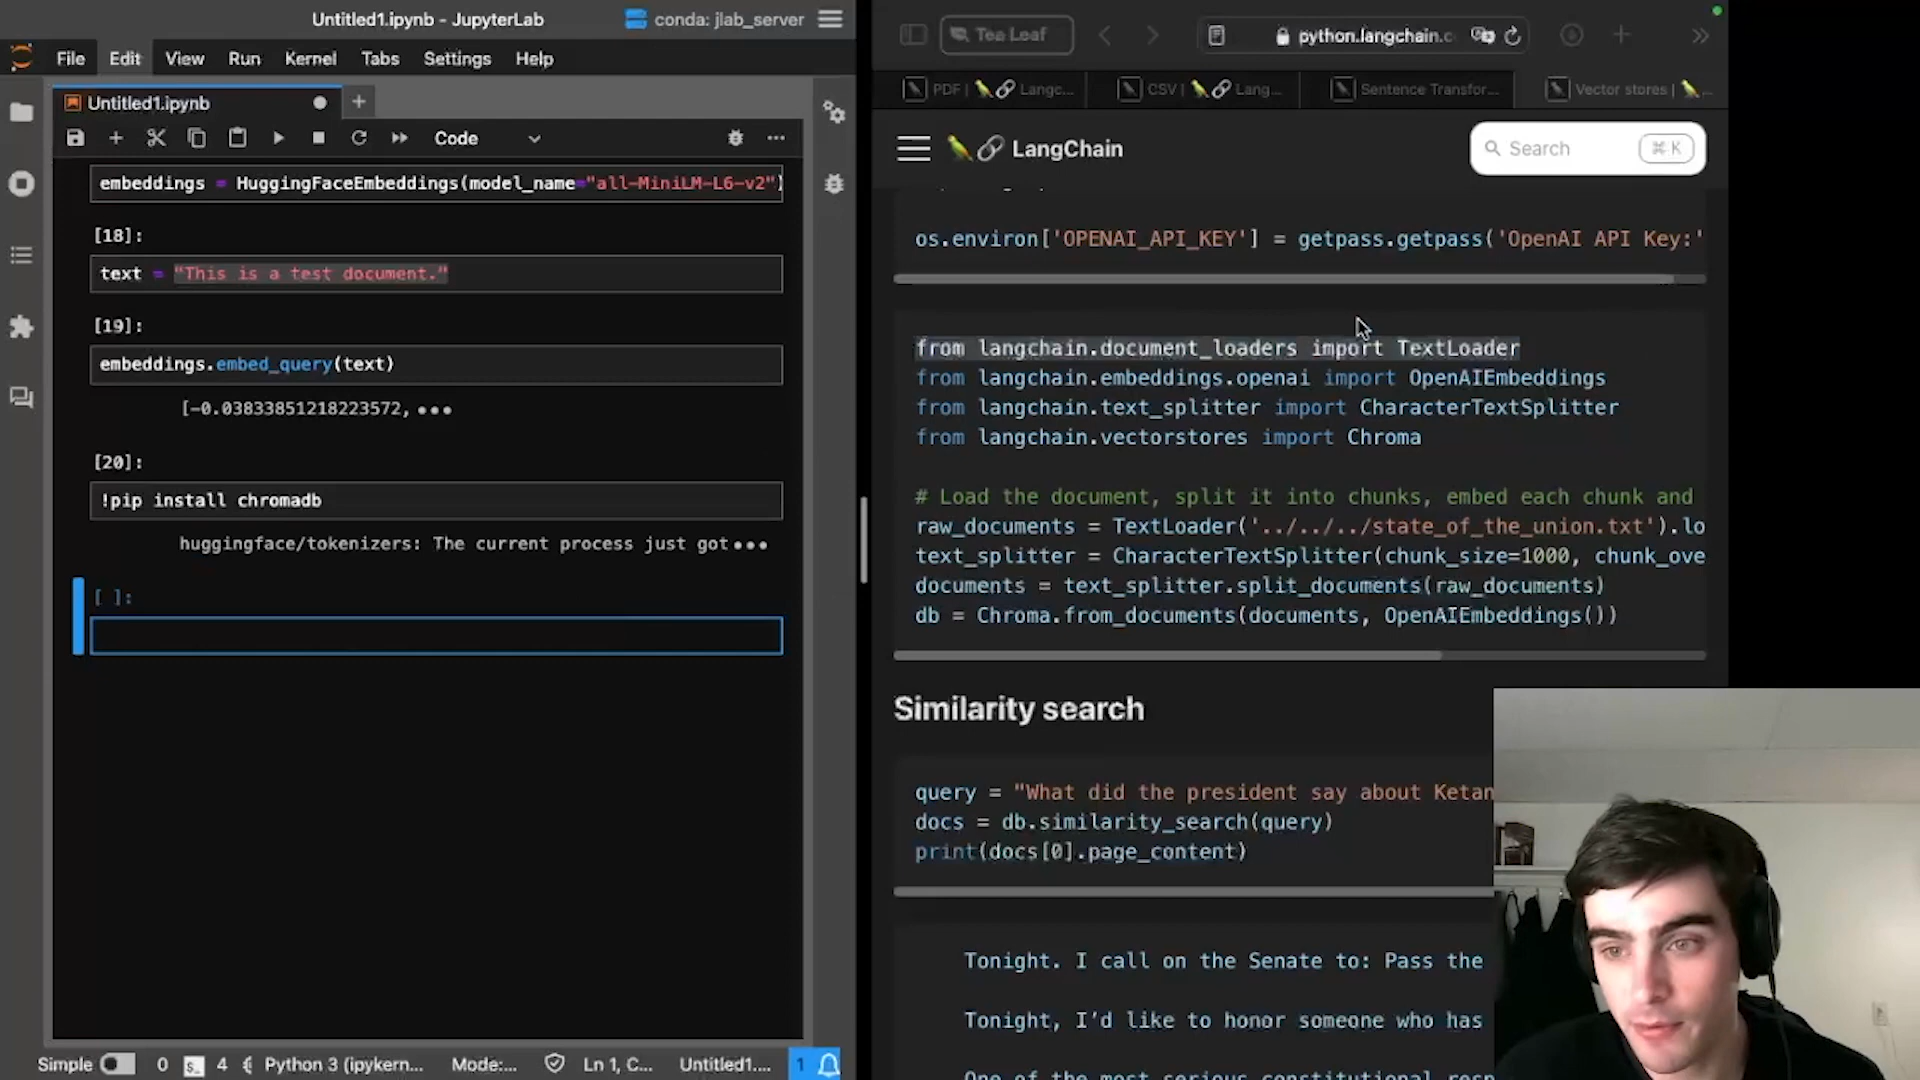 Untitled1.ipynb - JupyterLab
conda: jlab_server
File Edit View Run Kernel Tabs Settings Help
Untitled1.ipynb
Code
embeddings = HuggingFaceEmbeddings(model_name="all-MiniLM-L6-v2")
[18]:
text = "This is a test document."
[19]:
embeddings.embed_query(text)
[-0.03833851218223572, •••
[20]:
!pip install chromadb
huggingface/tokenizers: The current process just got•••
[ ]:
Simple 0 4 Python 3 (ipykern... Mode:... Ln 1, C... Untitled1.... 1
Tea Leaf
python.langchain.c
PDF | Langc... CSV | Lang... Sentence Transfor... Vector stores |
LangChain
Search ⌘ K
os.environ['OPENAI_API_KEY'] = getpass.getpass('OpenAI API Key:'
from langchain.document_loaders import TextLoader
from langchain.embeddings.openai import OpenAIEmbeddings
from langchain.text_splitter import CharacterTextSplitter
from langchain.vectorstores import Chroma
# Load the document, split it into chunks, embed each chunk and
raw_documents = TextLoader('../../../state_of_the_union.txt').lo
text_splitter = CharacterTextSplitter(chunk_size=1000, chunk_ove
documents = text_splitter.split_documents(raw_documents)
db = Chroma.from_documents(documents, OpenAIEmbeddings())
Similarity search
query = "What did the president say about Ketan
docs = db.similarity_search(query)
print(docs[0].page_content)
Tonight. I call on the Senate to: Pass the
Tonight, I'd like to honor someone who has
One of the most serious constitutional resp